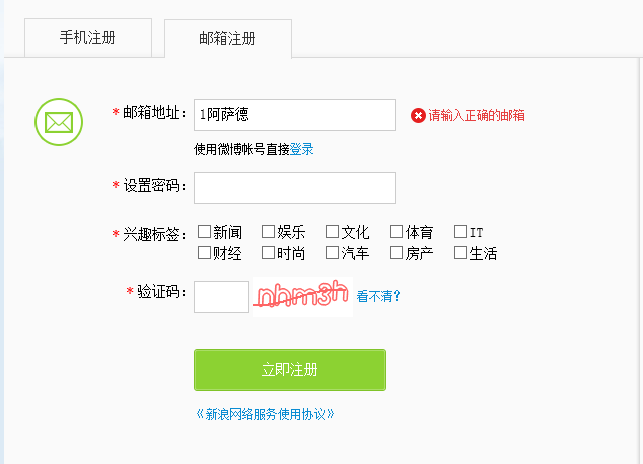 手机注册 邮箱注册
*邮箱地址： 1阿萨德 请输入正确的邮箱
使用微博帐号直接登录
*设置密码：
*兴趣标签： 新闻 娱乐 文化 体育 IT
财经 时尚 汽车 房产 生活
*验证码： nhm3h 看不清？
立即注册
《新浪网络服务使用协议》